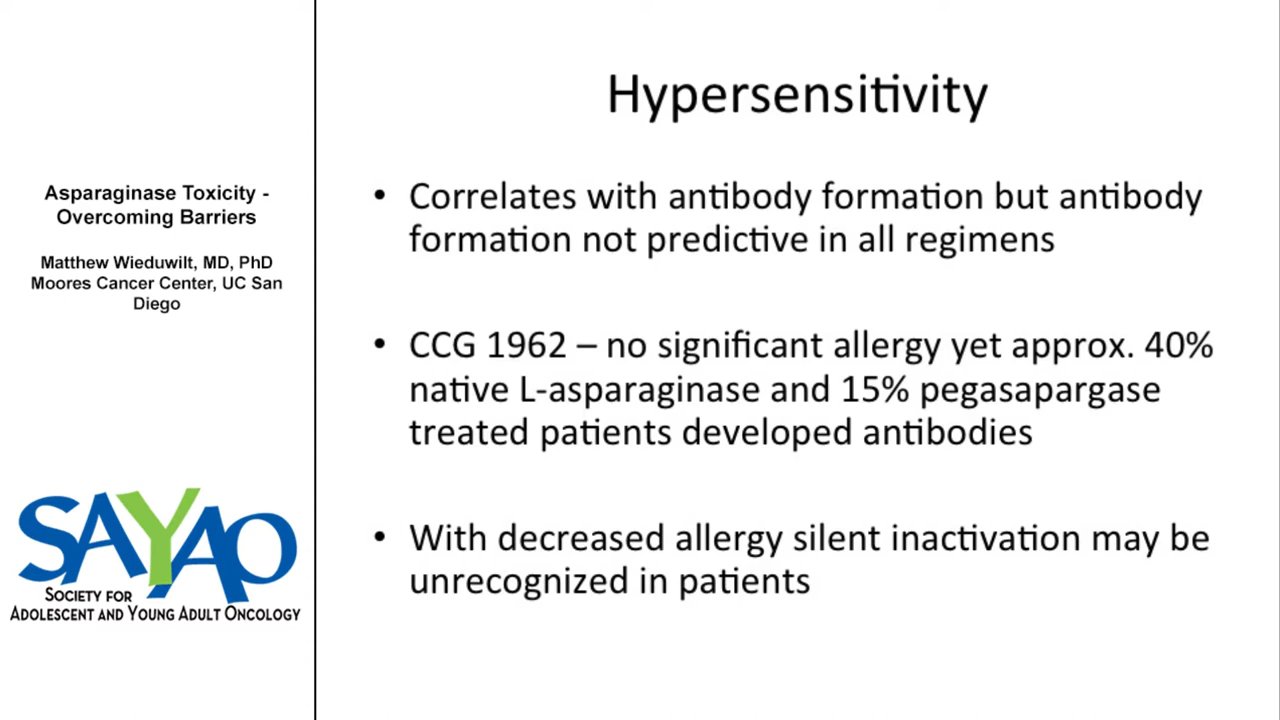 Asparaginase Toxicity -
Overcoming Barriers
Matthew Wieduwilt, MD, PhD
Moores Cancer Center, UC San
Diego
SAYAO
SOCIETY FOR
ADOLESCENT AND YOUNG ADULT ONCOLOGY
Hypersensitivity
• Correlates with antibody formation but antibody
formation not predictive in all regimens
• CCG 1962 – no significant allergy yet approx. 40%
native L-asparaginase and 15% pegasapargase
treated patients developed antibodies
• With decreased allergy silent inactivation may be
unrecognized in patients